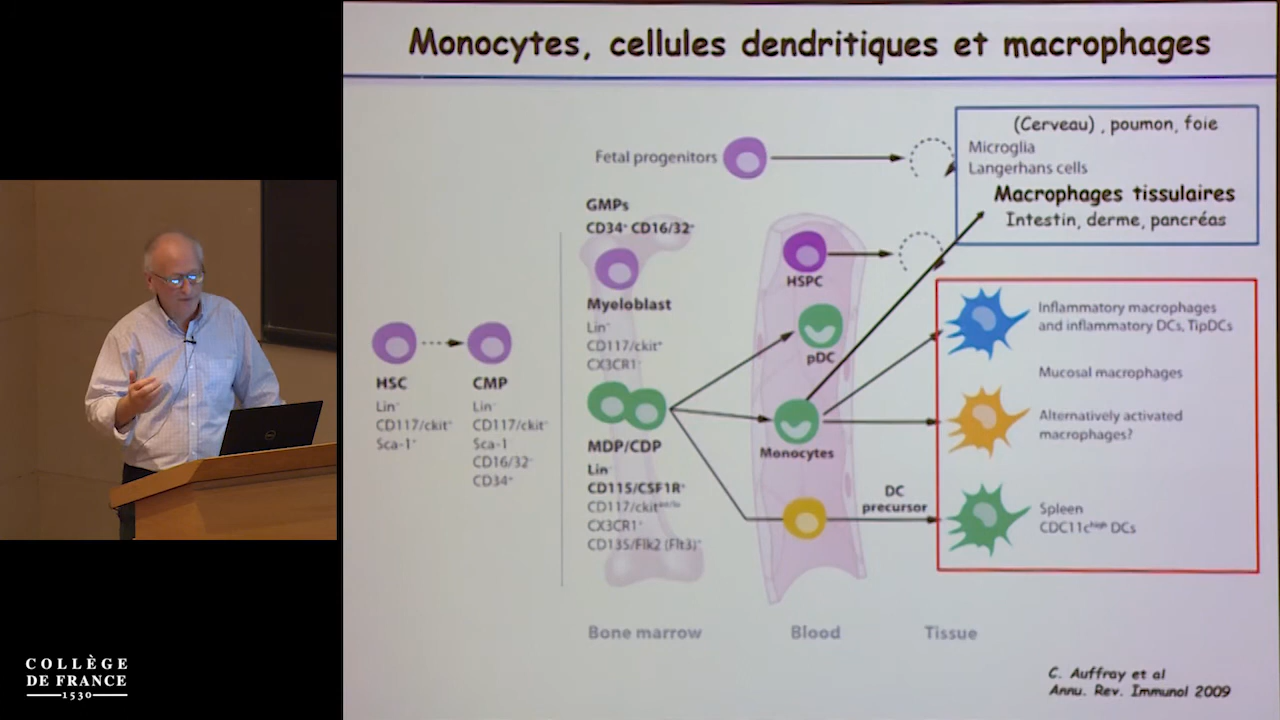 Monocytes, cellules dendritiques et macrophages
(Cerveau) , poumon, foie
Microglia
Langerhans cells
Macrophages tissulaires
Intestin, derme, pancréas
Fetal progenitors
GMPs
CD34⁺ CD16/32⁻
Myeloblast
Lin⁻
CD117/ckit⁺
CX3CR1⁻
HSPC
pDC
HSC
Lin⁻
CD117/ckit⁺
Sca-1⁺
CMP
Lin⁻
CD117/ckit⁺
Sca-1
CD16/32⁻
CD34⁺
MDP/CDP
Lin⁻
CD115/CSF1R⁺
CD117/ckit
CX3CR1⁺
CD135/Flk2 (Flt3)⁺
Monocytes
DC
precursor
Inflammatory macrophages
and inflammatory DCs, TipDCs
Mucosal macrophages
Alternatively activated
macrophages?
Spleen
CDC11cʰⁱᵍʰ DCs
Bone marrow
Blood
Tissue
C. Auffray et al
Annu. Rev. Immunol 2009
COLLÈGE
DE FRANCE
1530